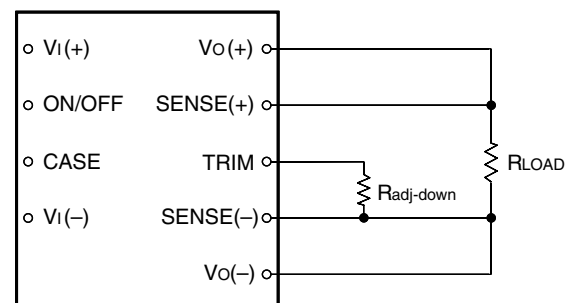 VI(+) VO(+)
ON/OFF SENSE(+)
CASE TRIM RLOAD
Radj-down
VI(–) SENSE(–)
VO(–)